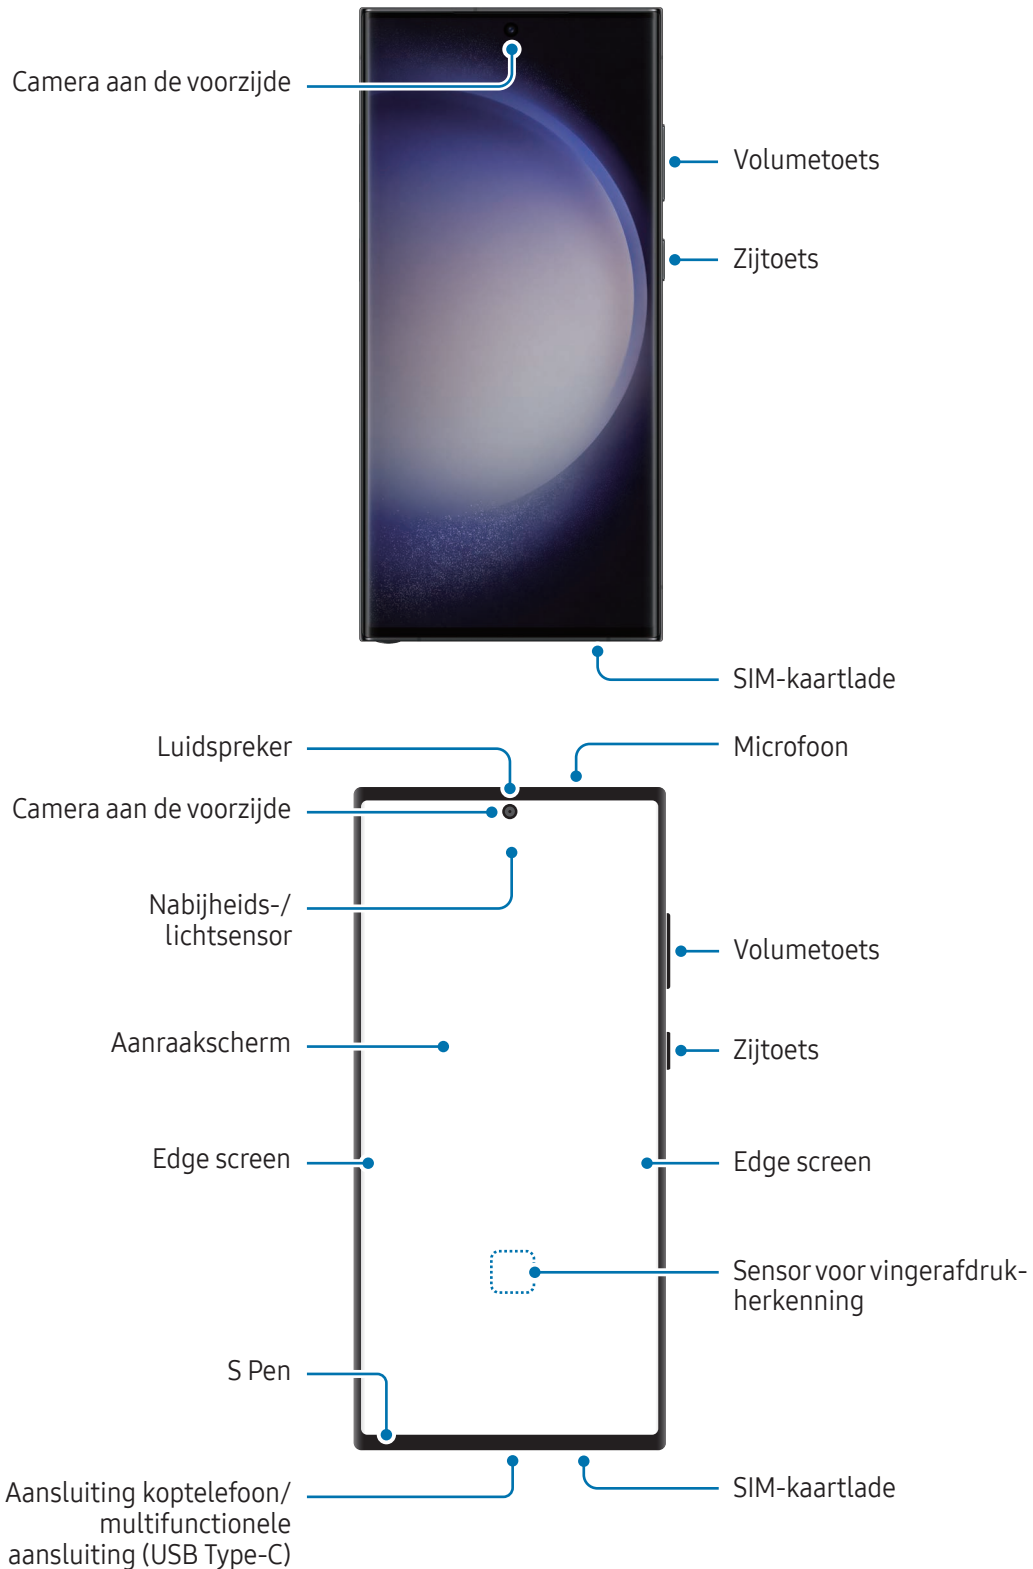 Camera aan de voorzijde
Volumetoets
Zijtoets
SIM-kaartlade
Luidspreker
Microfoon
Camera aan de voorzijde
Nabijheids-/
lichtsensor
Volumetoets
Aanraakscherm
Zijtoets
Edge screen
Edge screen
Sensor voor vingerafdruk-
herkenning
S Pen
SIM-kaartlade
Aansluiting koptelefoon/
multifunctionele
aansluiting (USB Type-C)